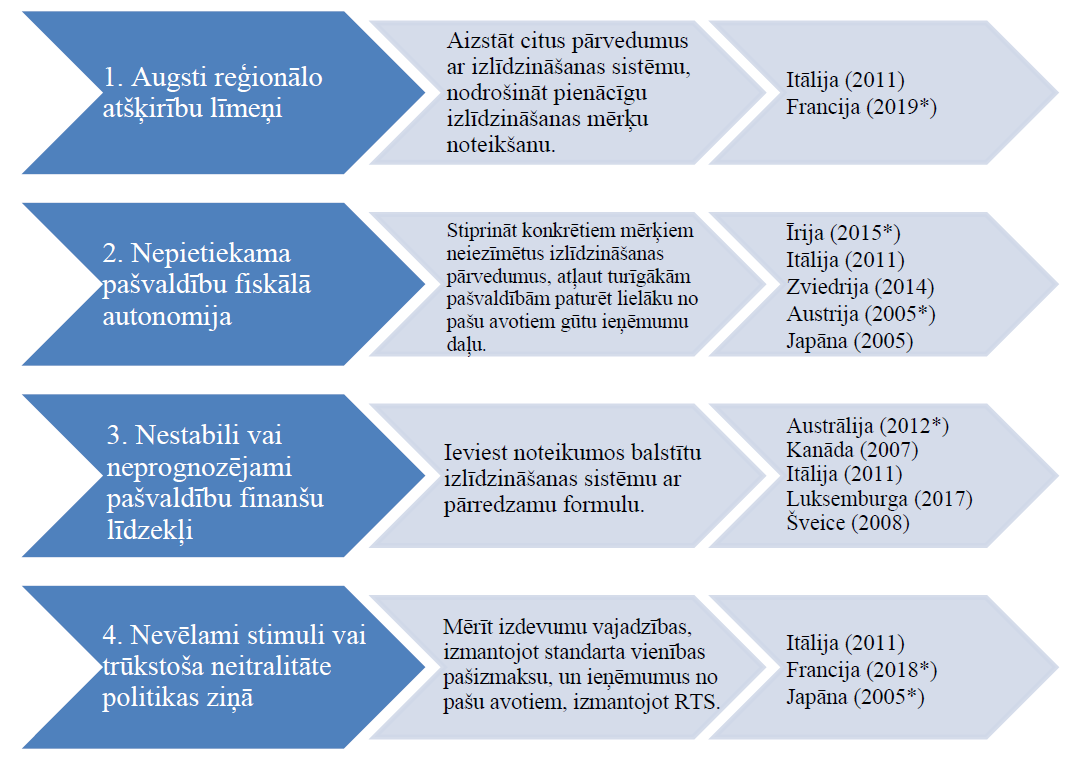 1. Augsti reģionālo
atšķirību līmeņi
Aizstāt citus pārvedumus
ar izlīdzināšanas sistēmu,
nodrošināt pienācīgu
izlīdzināšanas mērķu
noteikšanu.
Itālija (2011)
Francija (2019*)
2. Nepietiekama
pašvaldību fiskālā
autonomija
Stiprināt konkrētiem mērķiem
neiezīmētus izlīdzināšanas
pārvedumus, atļaut turīgākām
pašvaldībām paturēt lielāku no
pašu avotiem gūtu ieņēmumu
daļu.
Īrija (2015*)
Itālija (2011)
Zviedrija (2014)
Austrija (2005*)
Japāna (2005)
3. Nestabili vai
neprognozējami
pašvaldību finanšu
līdzekļi
Ieviest noteikumos balstītu
izlīdzināšanas sistēmu ar
pārredzamu formulu.
Austrālija (2012*)
Kanāda (2007)
Itālija (2011)
Luksemburga (2017)
Šveice (2008)
4. Nevēlami stimuli vai
trūkstoša neitralitāte
politikas ziņā
Mērīt izdevumu vajadzības,
izmantojot standarta vienības
pašizmaksu, un ieņēmumus no
pašu avotiem, izmantojot RTS.
Itālija (2011)
Francija (2018*)
Japāna (2005*)